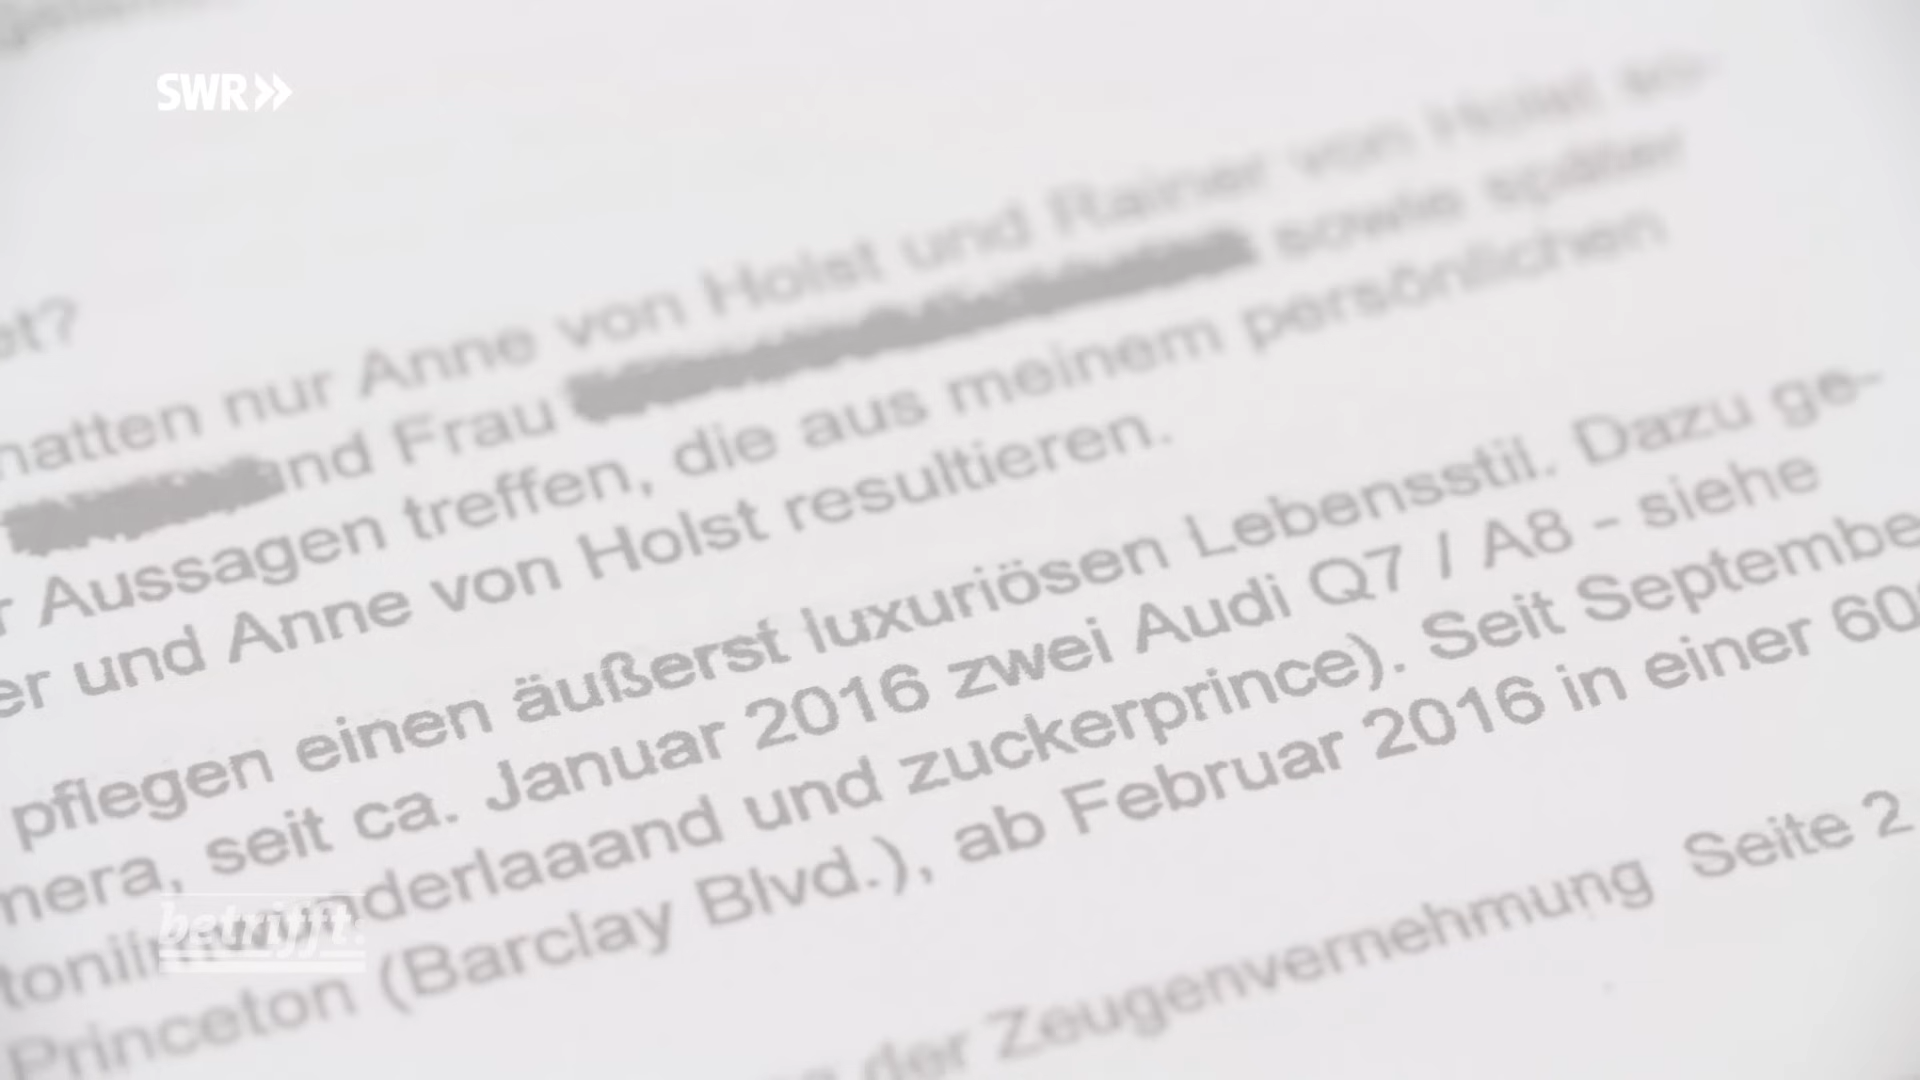 SWR
et?
hatten nur Anne von Holst und Rainer von Holst so-
and Frau sowie später
r Aussagen treffen, die aus meinem persönlichen
er und Anne von Holst resultieren.
pflegen einen äußerst luxuriösen Lebensstil. Dazu ge-
mera, seit ca. Januar 2016 zwei Audi Q7 / A8 - siehe
derlaaand und zuckerprince). Seit Septembe
Princeton (Barclay Blvd.), ab Februar 2016 in einer 60
der Zeugenvernehmung Seite 2
betrifft: